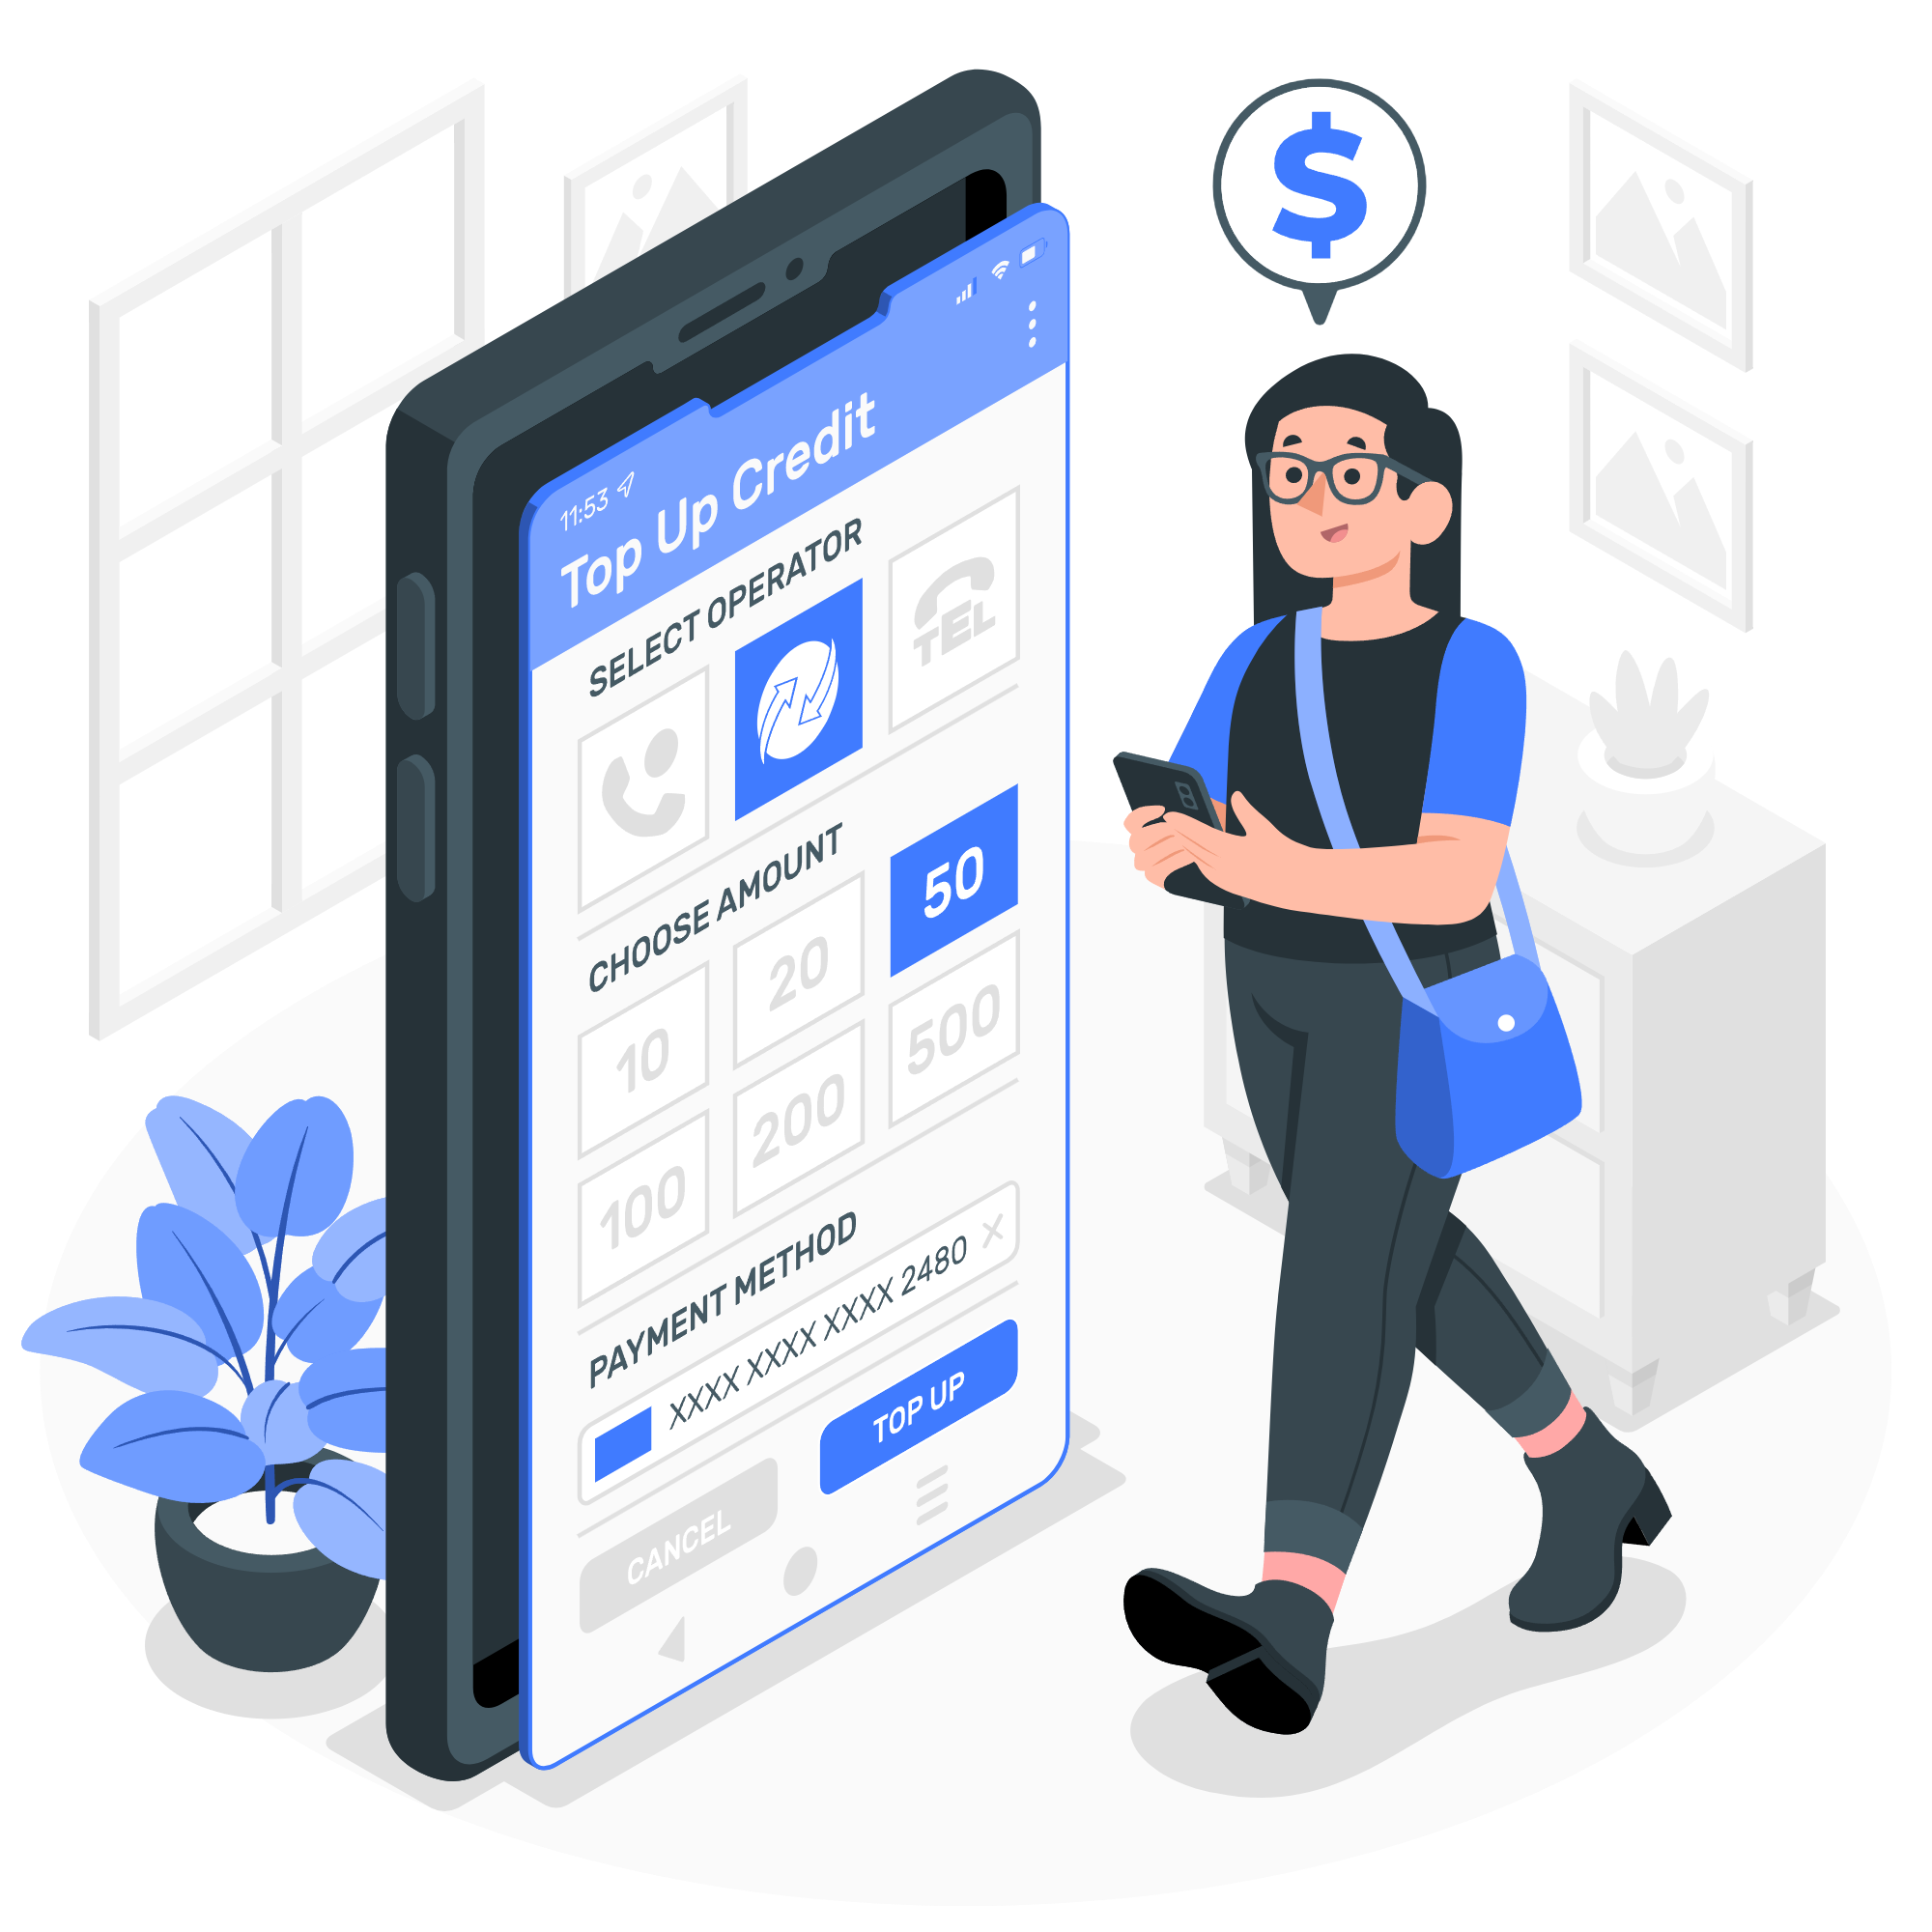 11:53
Top Up Credit
SELECT OPERATOR
TEL
CHOOSE AMOUNT
10 20 50
100 200 500
PAYMENT METHOD
XXXX XXXX XXXX 2480 ×
CANCEL TOP UP
$